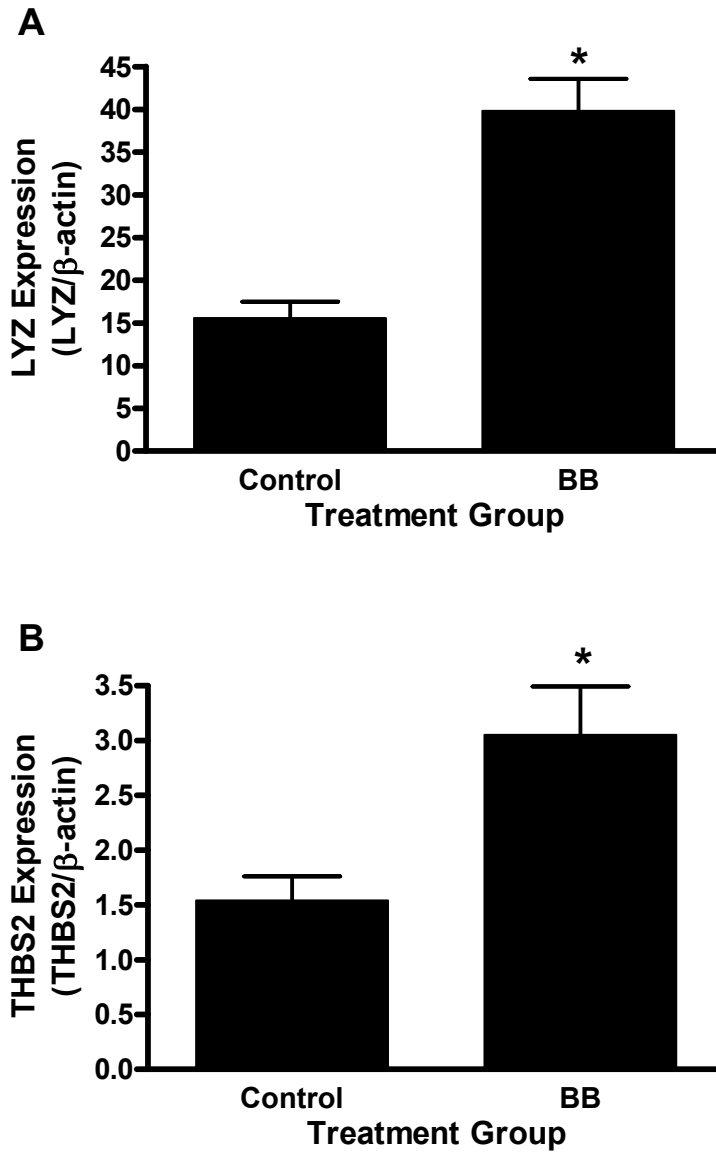 A
*
45
40
35
30
25
20
15
10
5
0
LYZ Expression
(LYZ/β-actin)
Control BB
Treatment Group
B
*
3.5
3.0
2.5
2.0
1.5
1.0
0.5
0.0
THBS2 Expression
(THBS2/β-actin)
Control BB
Treatment Group